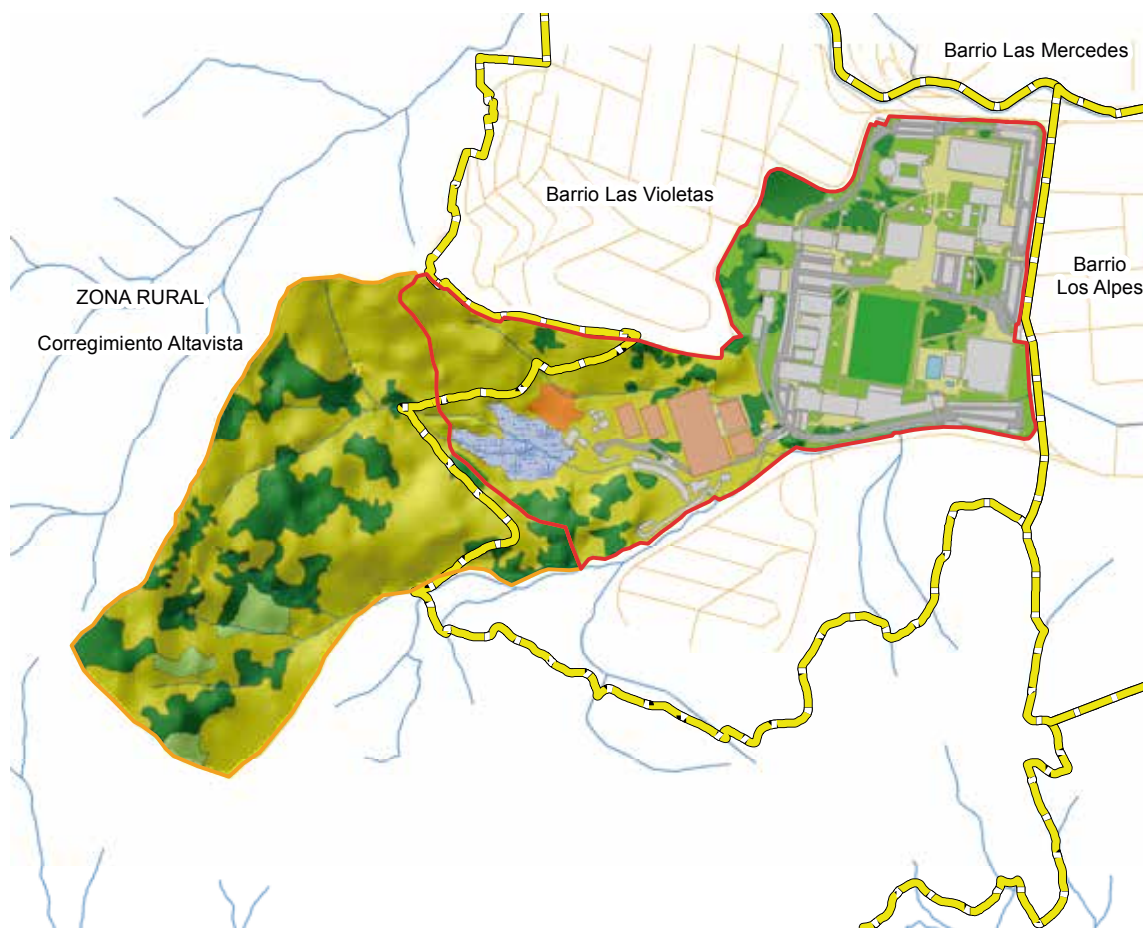 Barrio Las Mercedes
Barrio Las Violetas
Barrio
Los Alpes
ZONA RURAL
Corregimiento Altavista